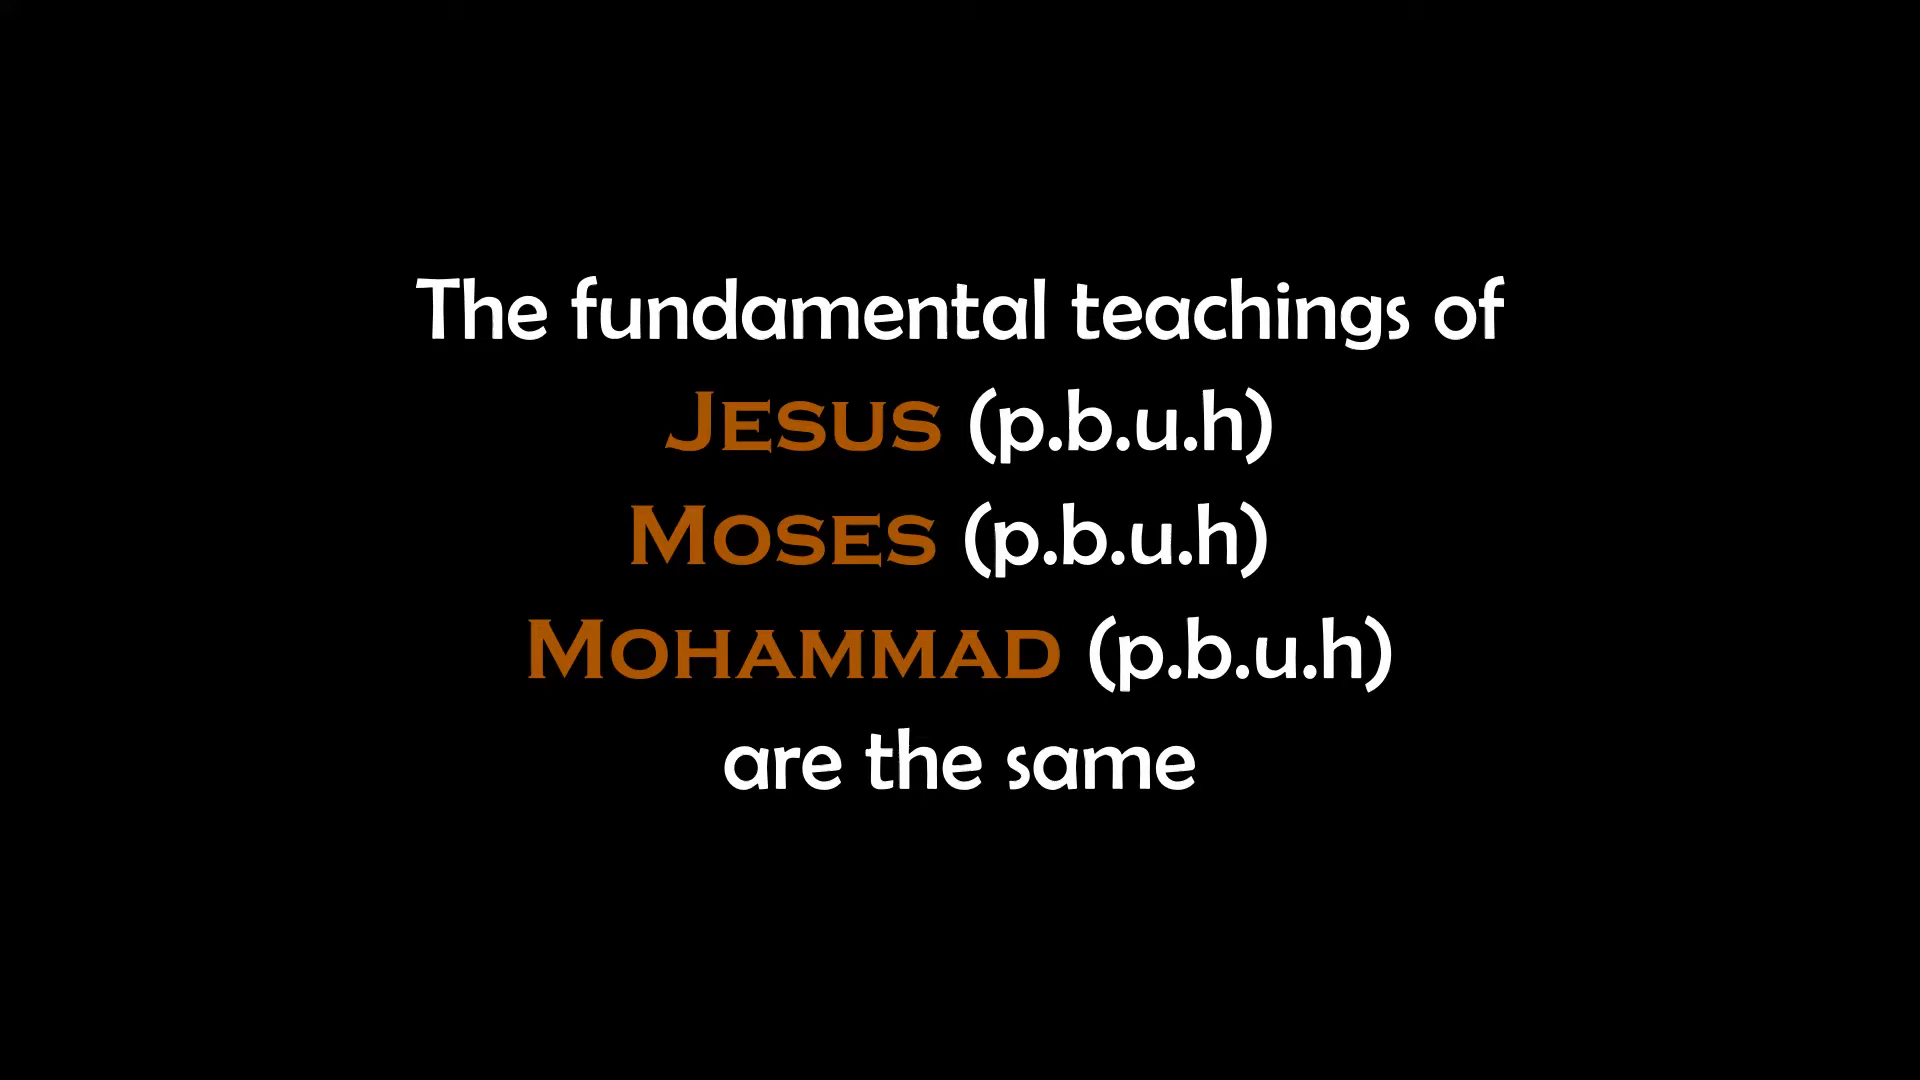 The fundamental teachings of
Jesus (p.b.u.h)
Moses (p.b.u.h)
Mohammad (p.b.u.h)
are the same